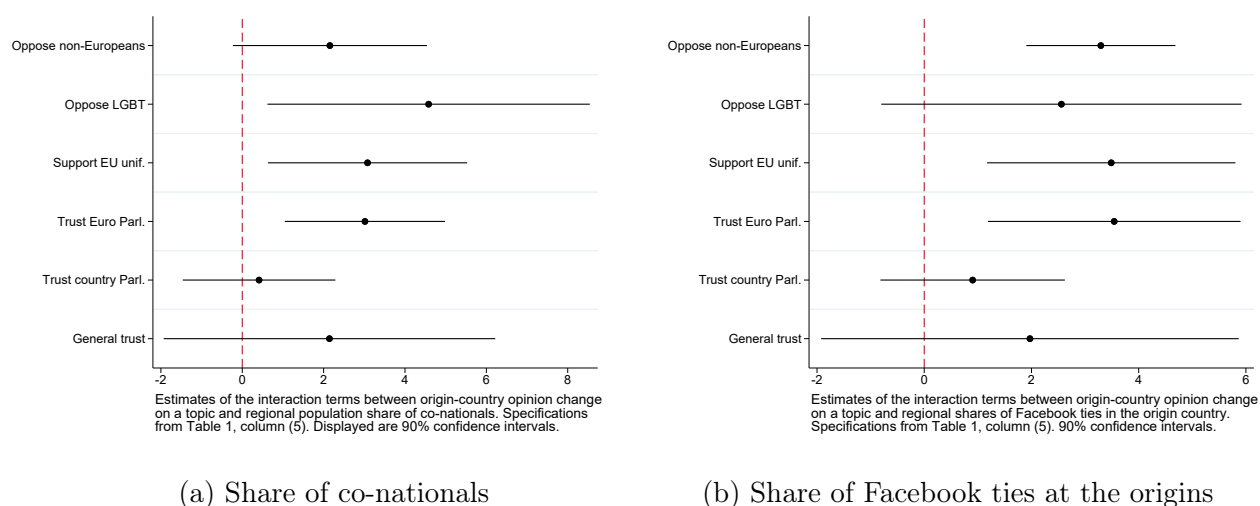 Oppose non-Europeans
Oppose LGBT
Support EU unif.
Trust Euro Parl.
Trust country Parl.
General trust
-2 0 2 4 6 8
Estimates of the interaction terms between origin-country opinion change
on a topic and regional population share of co-nationals. Specifications
from Table 1, column (5). Displayed are 90% confidence intervals.
(a) Share of co-nationals
Oppose non-Europeans
Oppose LGBT
Support EU unif.
Trust Euro Parl.
Trust country Parl.
General trust
-2 0 2 4 6
Estimates of the interaction terms between origin-country opinion change
on a topic and regional shares of Facebook ties in the origin country.
Specifications from Table 1, column (5). 90% confidence intervals.
(b) Share of Facebook ties at the origins